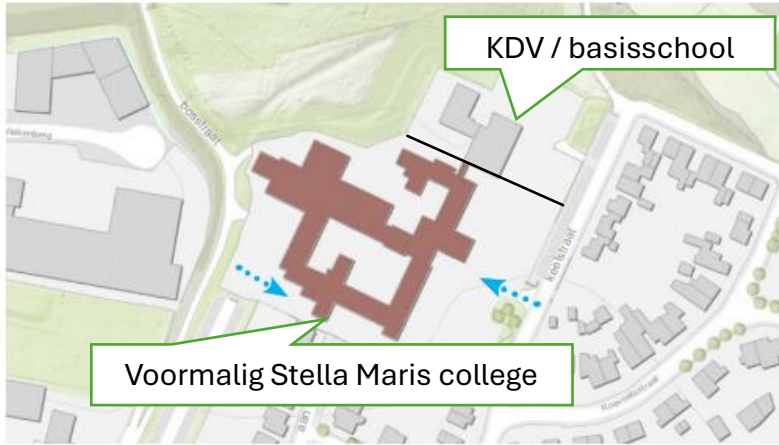 KDV / basisschool
Bosstraat
keelstraat
Voormalig Stella Maris college